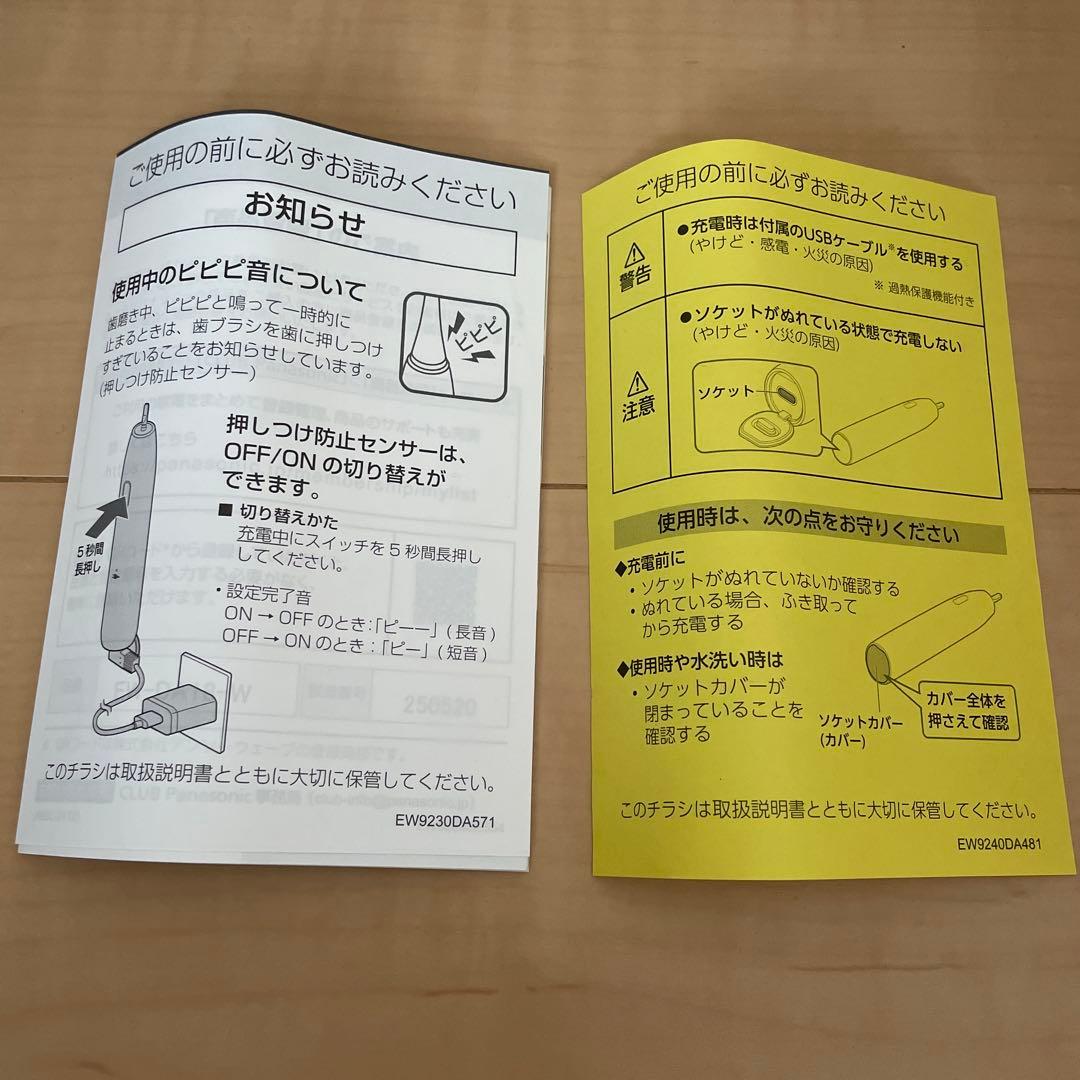 ご使用の前に必ずお読みください
お知らせ
使用中のピピピ音について
歯磨き中、ピピピと鳴って一時的に
止まるときは、歯ブラシを歯に押しつけ
すぎていることをお知らせしています。
(押しつけ防止センサー)
ピピピ
押しつけ防止センサーは、
OFF/ON の切り替えが
できます。
■ 切り替えかた
充電中にスイッチを5秒間長押し
してください。
5秒間
長押し
・設定完了音
ON → OFF のとき:「ピーー」(長音)
OFF → ON のとき:「ピー」(短音)
250520
このチラシは取扱説明書とともに大切に保管してください。
CLUB Panasonic 事務局 (club-info@panasonic.jp)
EW9230DA571
ご使用の前に必ずお読みください
警告
●充電時は付属のUSBケーブル※を使用する
(やけど・感電・火災の原因)
※ 過熱保護機能付き
注意
●ソケットがぬれている状態で充電しない
(やけど・火災の原因)
ソケット
使用時は、次の点をお守りください
◆充電前に
・ソケットがぬれていないか確認する
・ぬれている場合、ふき取って
から充電する
◆使用時や水洗い時は
・ソケットカバーが
閉まっていることを
確認する
ソケットカバー
(カバー)
カバー全体を
押さえて確認
このチラシは取扱説明書とともに大切に保管してください。
EW9240DA481